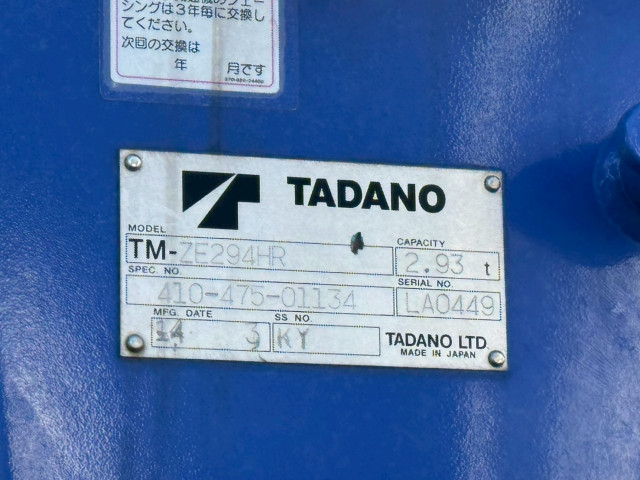 シングは3年毎に交換し
てください。
次回の交換は
年 月です
TADANO
MODEL
TM-ZE294HR
CAPACITY
2.93 t
SPEC. NO.
410-475-01134
SERIAL NO.
LA0449
MFG. DATE
14 3
SS NO.
KY
TADANO LTD.
MADE IN JAPAN